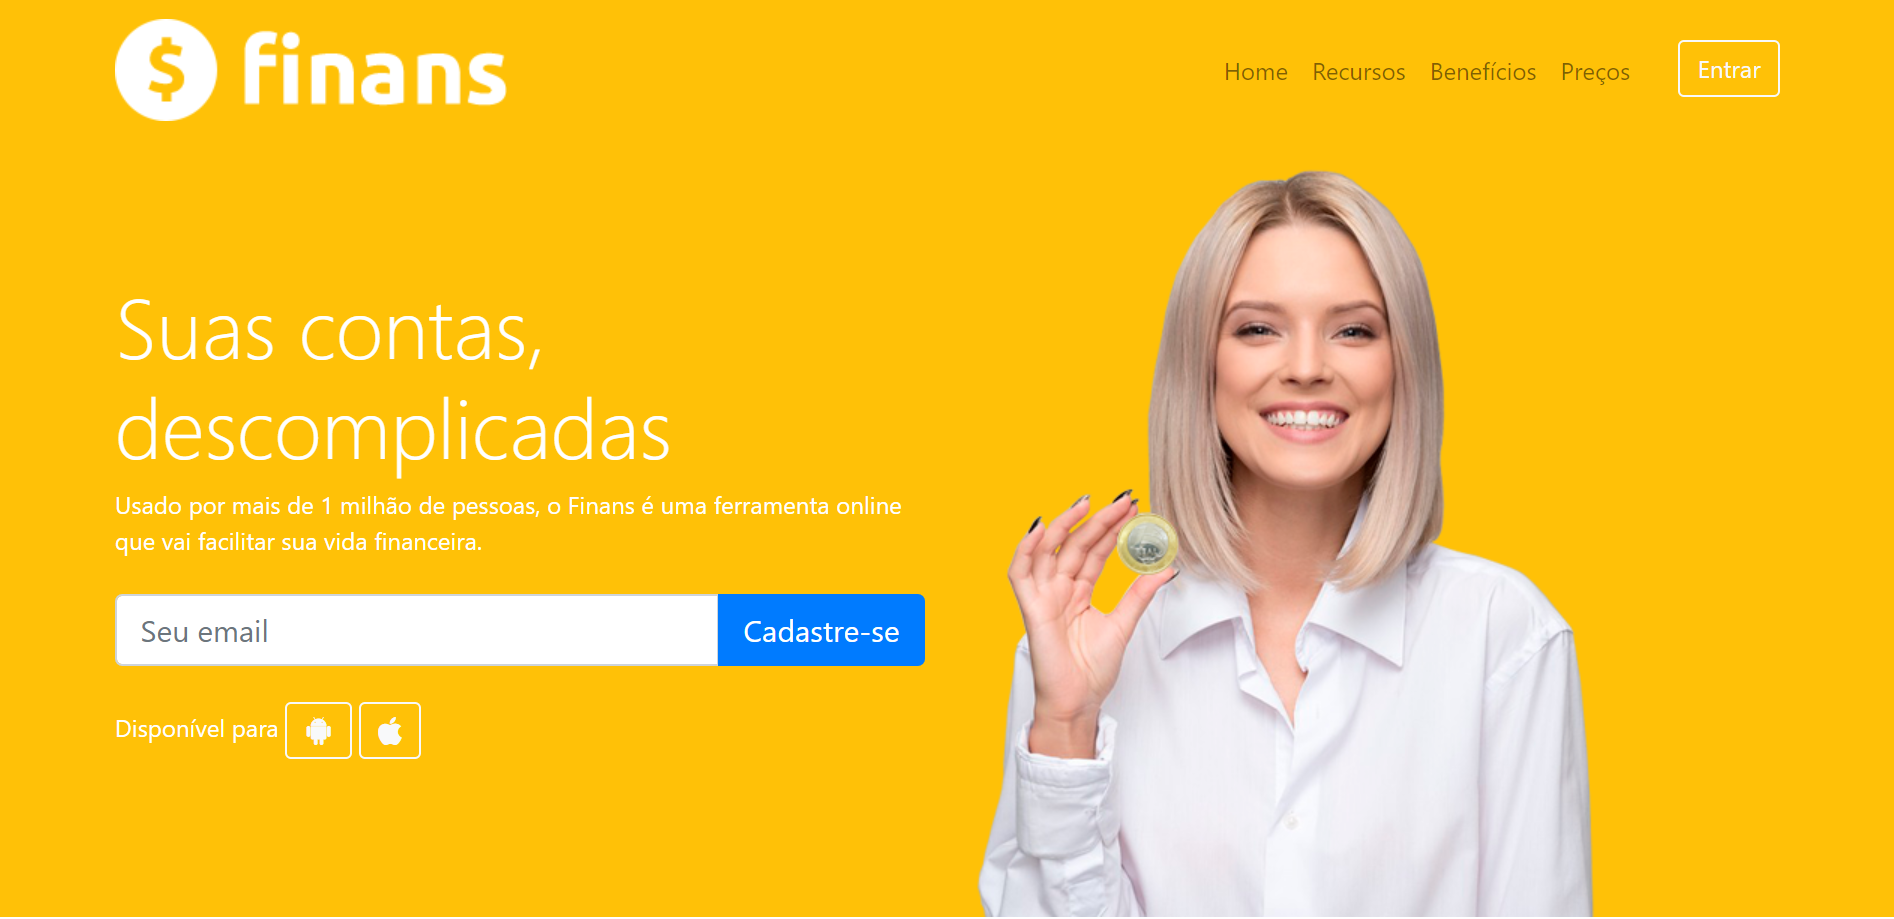 $ finans
Home Recursos Benefícios Preços Entrar
Suas contas,
descomplicadas
Usado por mais de 1 milhão de pessoas, o Finans é uma ferramenta online
que vai facilitar sua vida financeira.
Seu email Cadastre-se
Disponível para